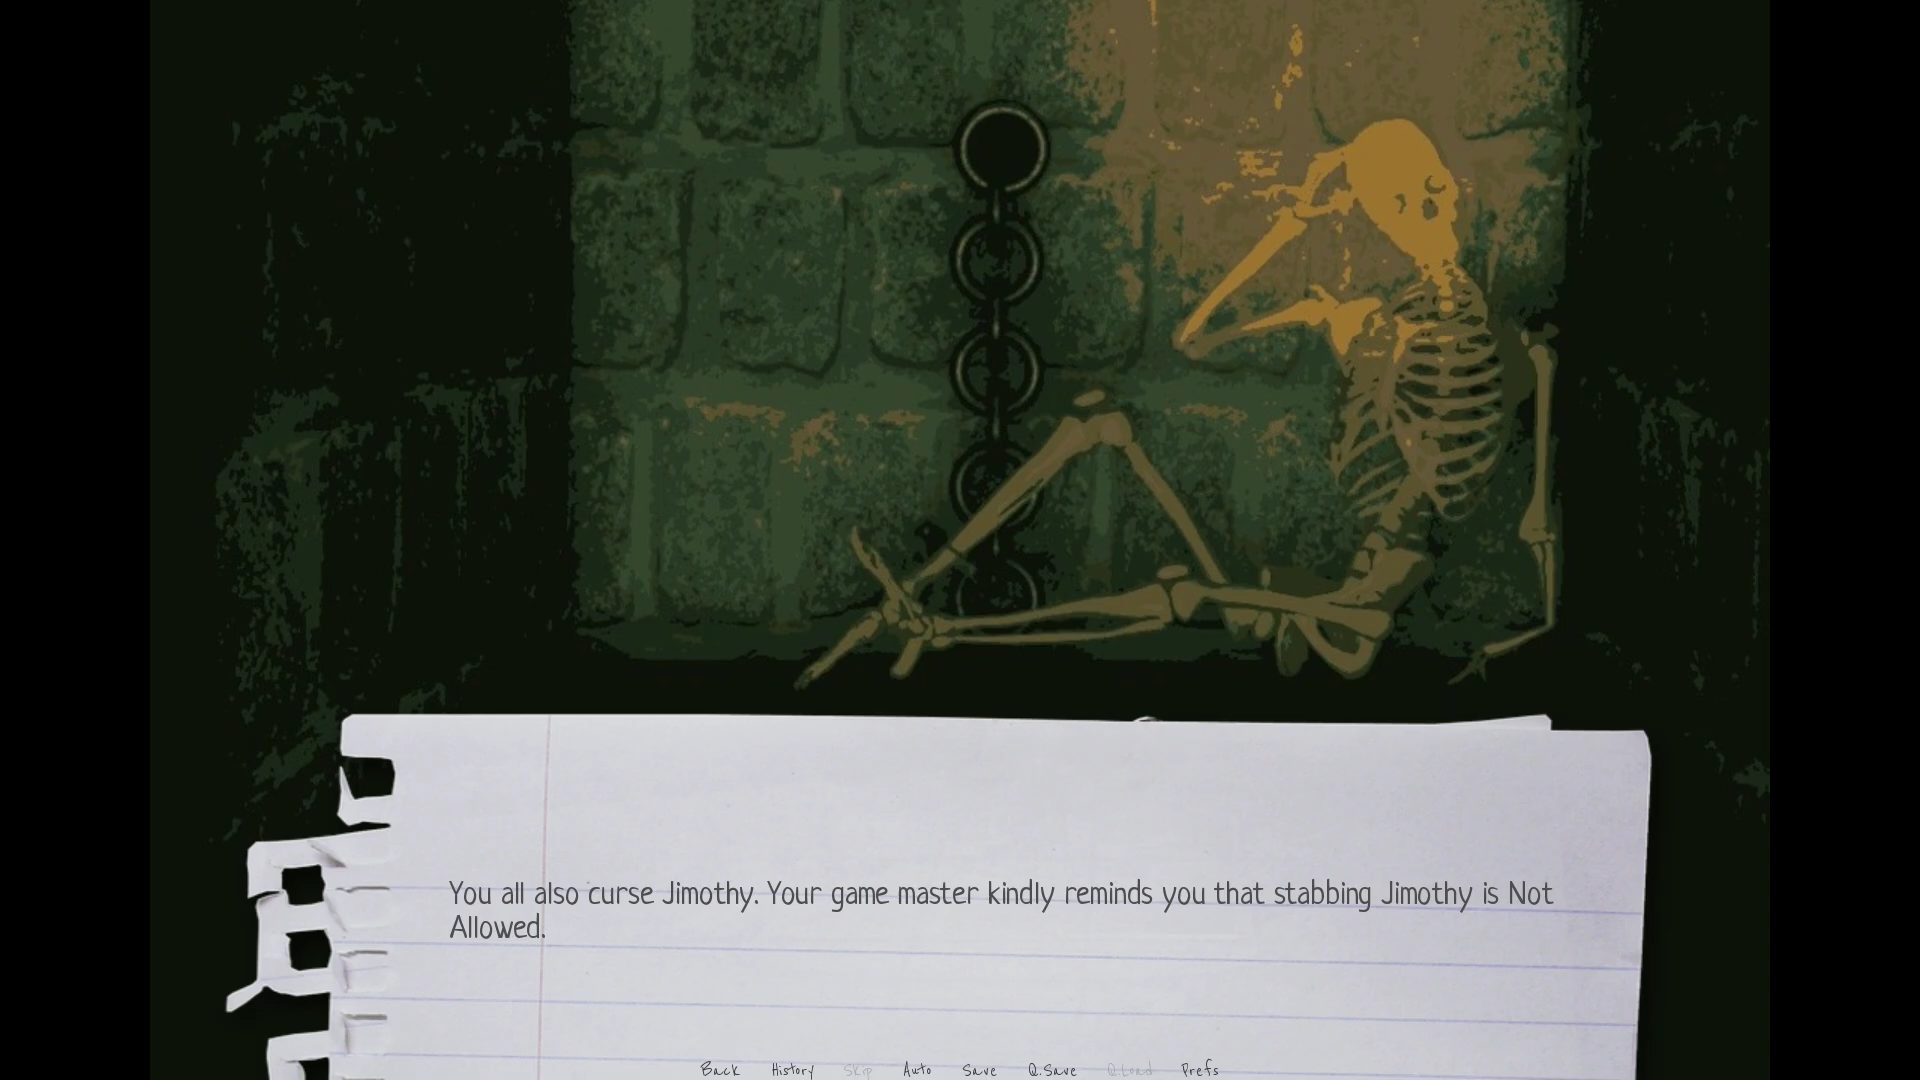 You all also curse Jimothy. Your game master kindly reminds you that stabbing Jimothy is Not
Allowed.
Back History Skip Auto Save Q.Save Q.Load Prefs